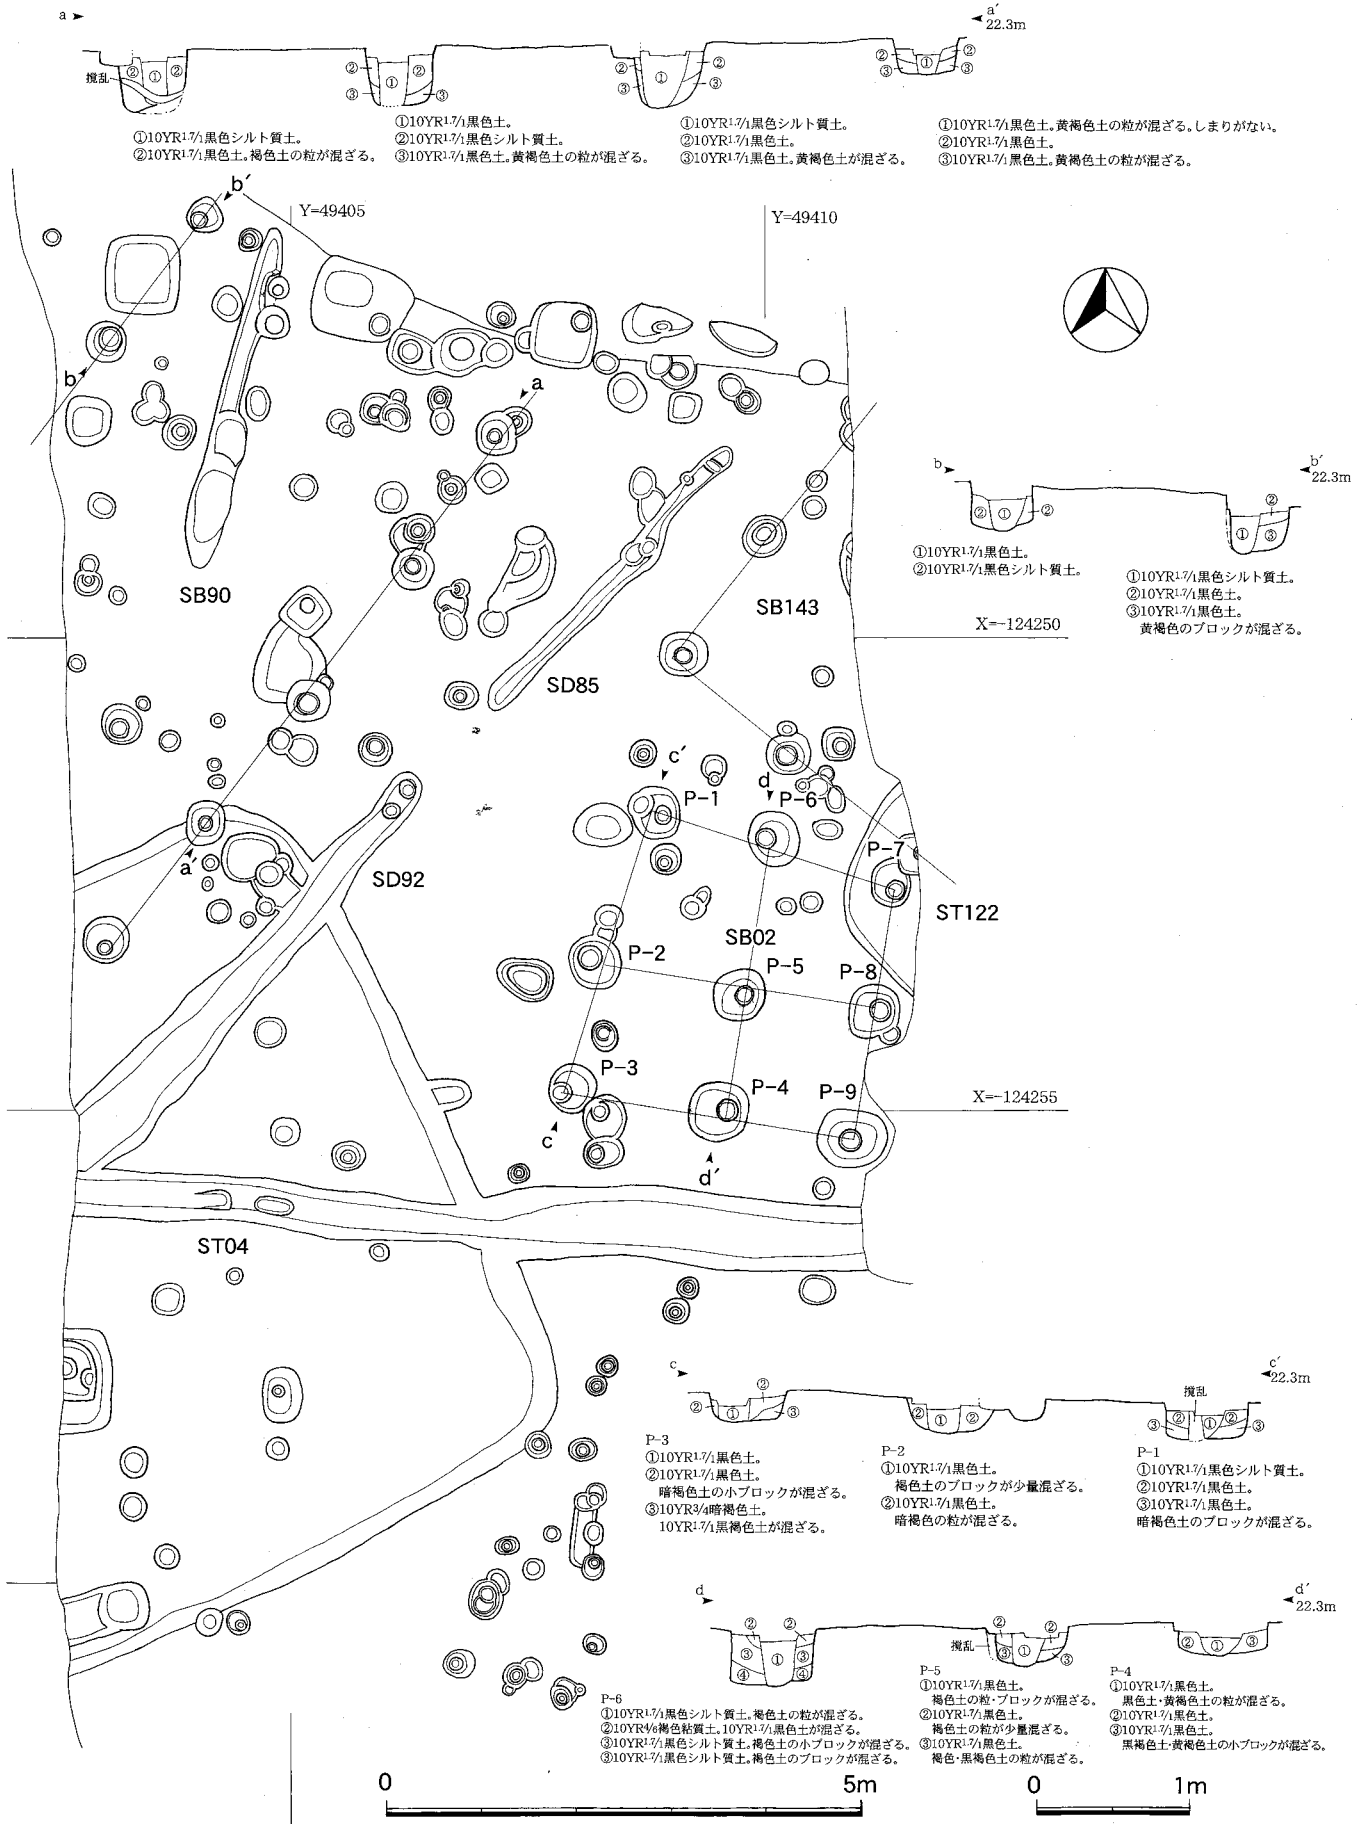 a
a′
22.3m
② ① ②
撹乱
② ① ② ③ ③
② ① ② ③ ③
② ① ② ③ ③
①10YR1.7/1黒色シルト質土。
②10YR1.7/1黒色土。褐色土の粒が混ざる。
①10YR1.7/1黒色土。
②10YR1.7/1黒色シルト質土。
③10YR1.7/1黒色土。黄褐色土の粒が混ざる。
①10YR1.7/1黒色シルト質土。
②10YR1.7/1黒色土。
③10YR1.7/1黒色土。黄褐色土が混ざる。
①10YR1.7/1黒色土。黄褐色土の粒が混ざる。しまりがない。
②10YR1.7/1黒色土。
③10YR1.7/1黒色土。黄褐色土の粒が混ざる。
b′
Y=49405
Y=49410
b
a
b
b′
22.3m
② ① ②
② ① ③
①10YR1.7/1黒色土。
②10YR1.7/1黒色シルト質土。
①10YR1.7/1黒色シルト質土。
②10YR1.7/1黒色土。
③10YR1.7/1黒色土。
黄褐色のブロックが混ざる。
SB90
SB143
X=-124250
SD85
c′
d
P-1
P-6
a′
SD92
P-7
ST122
SB02
P-2
P-5
P-8
P-3
P-4
P-9
X=-124255
c
d′
ST04
c
c′
22.3m
撹乱
② ① ② ③
② ① ②
③ ② ① ② ③
P-3
①10YR1.7/1黒色土。
②10YR1.7/1黒色土。
暗褐色土の小ブロックが混ざる。
③10YR3/4暗褐色土。
10YR1.7/1黒褐色土が混ざる。
P-2
①10YR1.7/1黒色土。
褐色土のブロックが少量混ざる。
②10YR1.7/1黒色土。
暗褐色の粒が混ざる。
P-1
①10YR1.7/1黒色シルト質土。
②10YR1.7/1黒色土。
③10YR1.7/1黒色土。
暗褐色土のブロックが混ざる。
d
d′
22.3m
② ② ③ ① ③ ④ ④
撹乱
② ② ③ ① ③
② ① ③
P-6
①10YR1.7/1黒色シルト質土。褐色土の粒が混ざる。
②10YR4/6褐色粘質土。10YR1.7/1黒色土が混ざる。
③10YR1.7/1黒色シルト質土。褐色土の小ブロックが混ざる。
③10YR1.7/1黒色シルト質土。褐色土のブロックが混ざる。
P-5
①10YR1.7/1黒色土。
褐色土の粒・ブロックが混ざる。
②10YR1.7/1黒色土。
褐色土の粒が少量混ざる。
③10YR1.7/1黒色土。
褐色・黒褐色土の粒が混ざる。
P-4
①10YR1.7/1黒色土。
黒色土・黄褐色土の粒が混ざる。
②10YR1.7/1黒色土。
③10YR1.7/1黒色土。
黒褐色土・黄褐色土の小ブロックが混ざる。
0 5m
0 1m